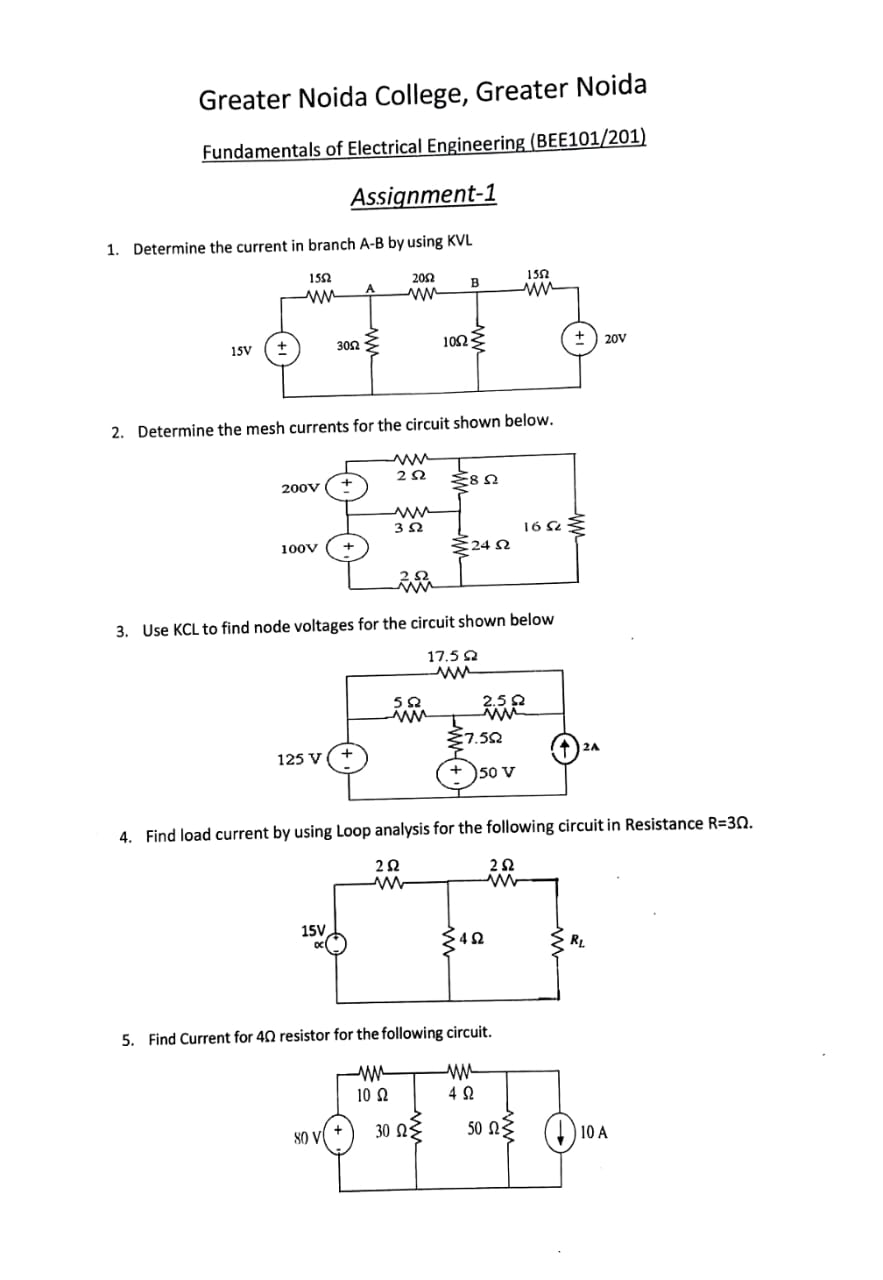 Greater Noida College, Greater Noida
Fundamentals of Electrical Engineering (BEE101/201)
Assignment-1
1. Determine the current in branch A-B by using KVL
15Ω A 20Ω B 15Ω
15V + 30Ω 10Ω + 20V
2. Determine the mesh currents for the circuit shown below.
2 Ω 8 Ω
200V + -
3 Ω 16 Ω
100V + - 24 Ω
2 Ω
3. Use KCL to find node voltages for the circuit shown below
17.5 Ω
5 Ω 2.5 Ω
7.5Ω
125 V + - 2A
+ - 50 V
4. Find load current by using Loop analysis for the following circuit in Resistance R=3Ω.
2 Ω 2 Ω
15V + 4 Ω RL
DC
5. Find Current for 4Ω resistor for the following circuit.
10 Ω 4 Ω
80 V + - 30 Ω 50 Ω 10 A